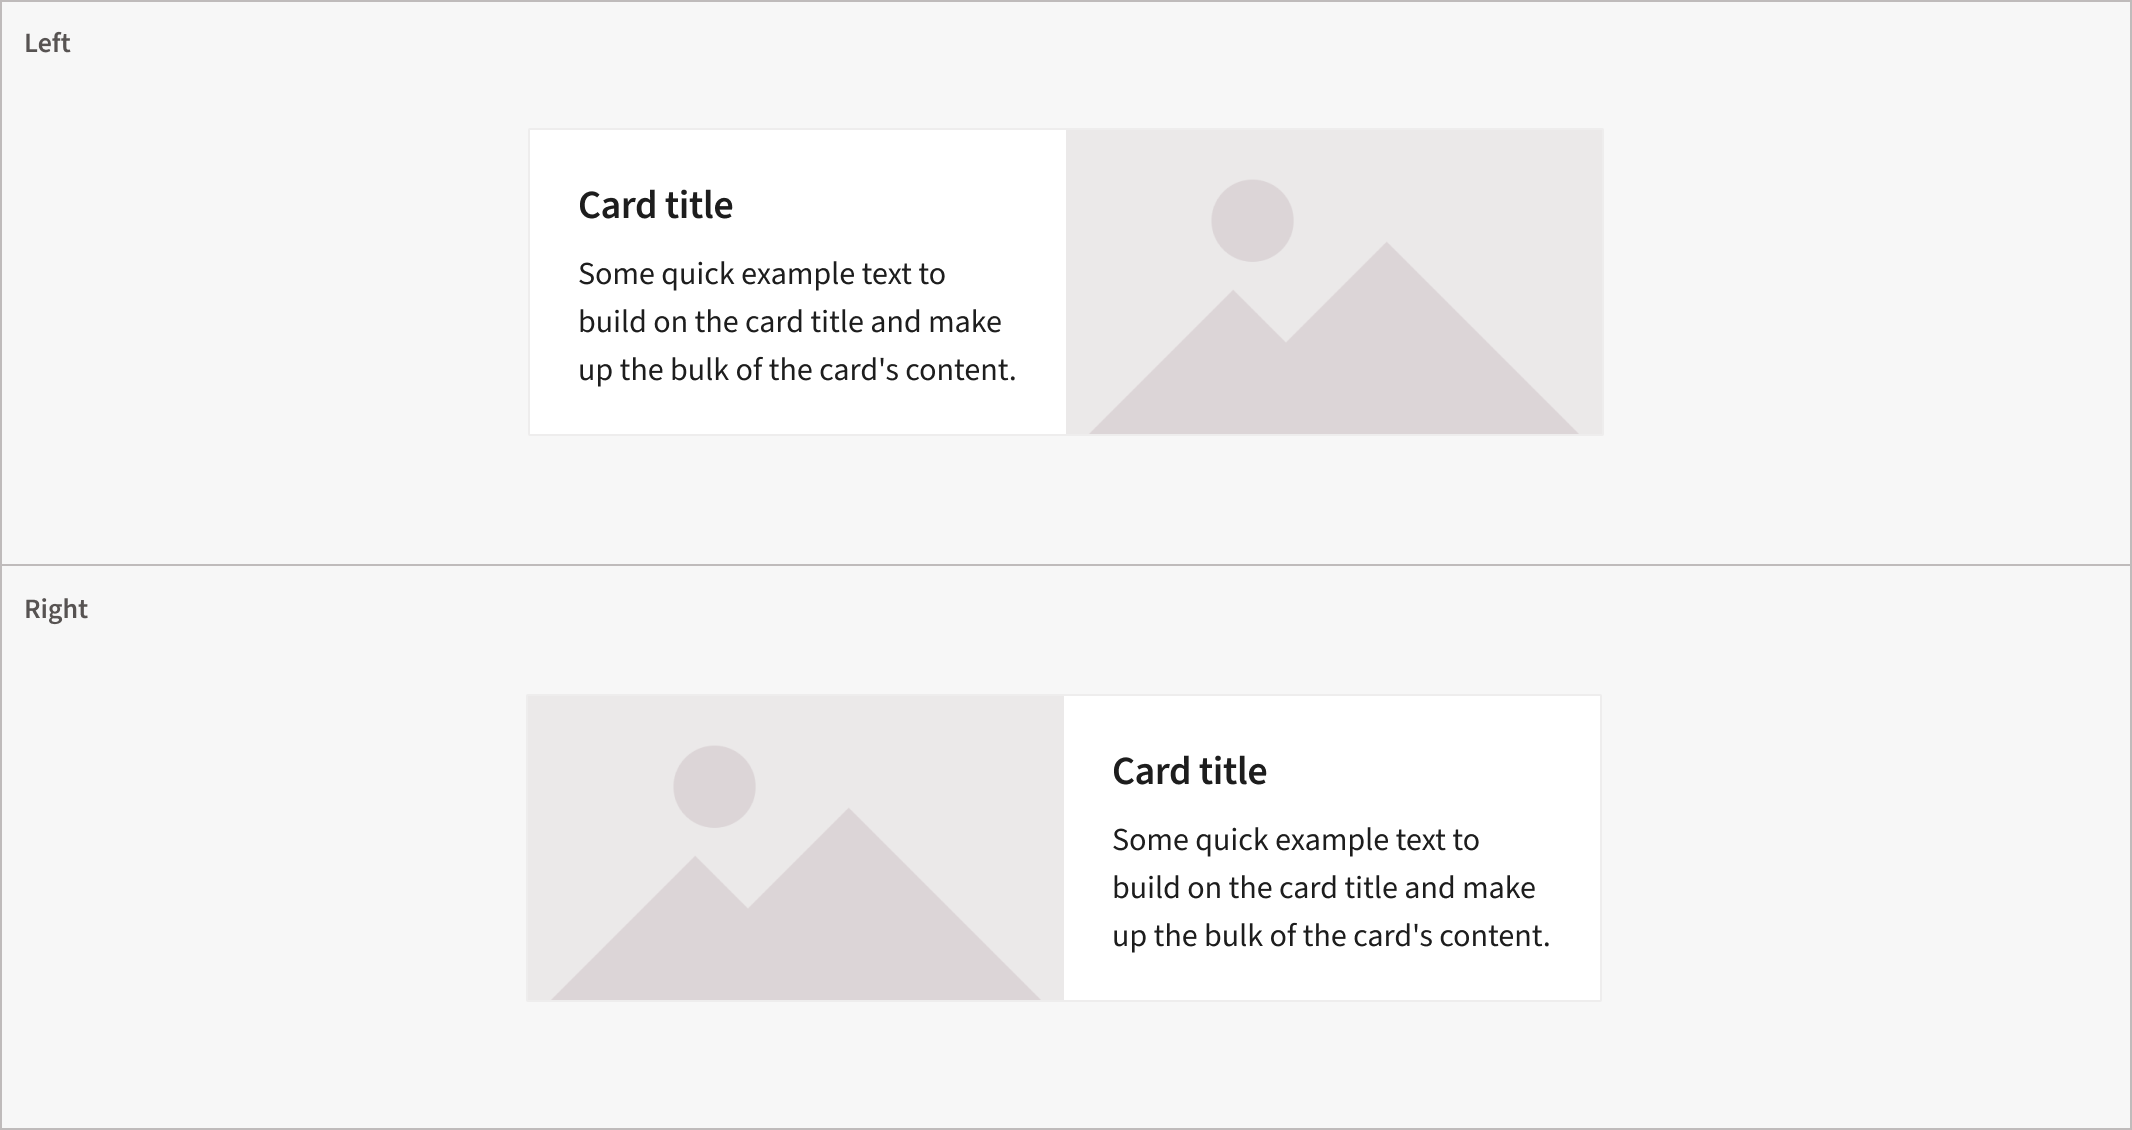 Left
Card title
Some quick example text to
build on the card title and make
up the bulk of the card's content.
Right
Card title
Some quick example text to
build on the card title and make
up the bulk of the card's content.